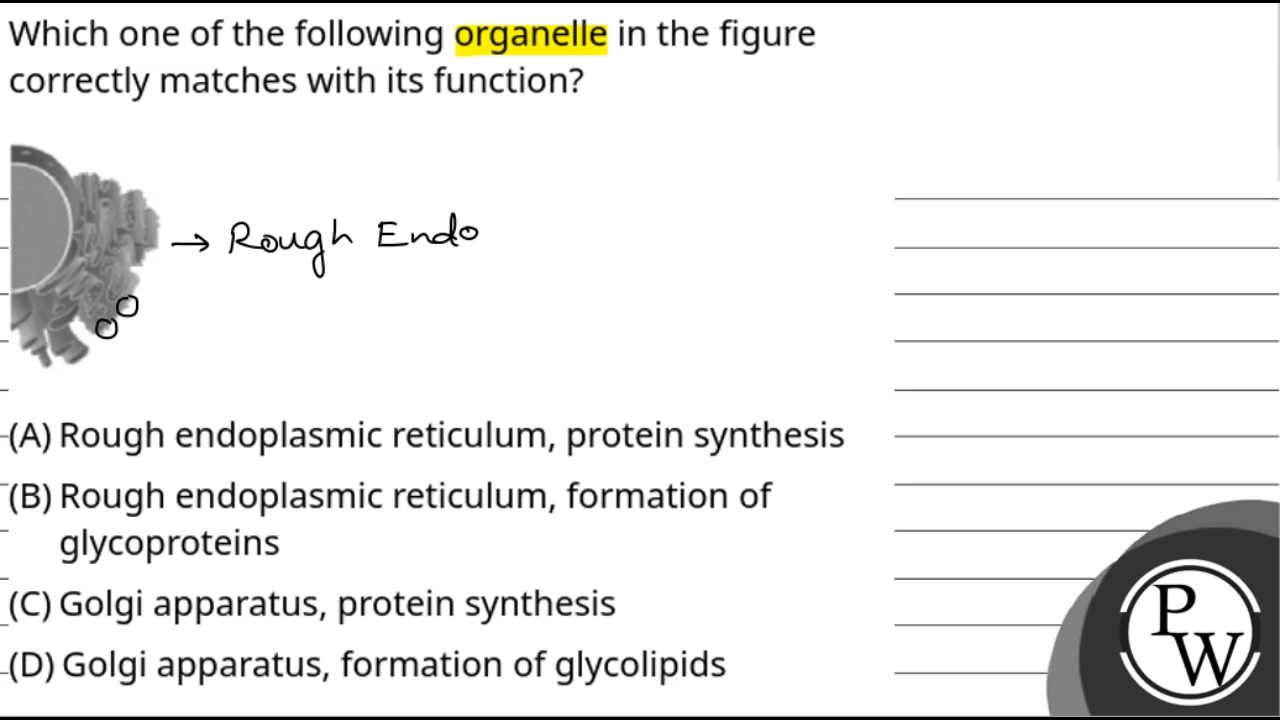 Which one of the following organelle in the figure
correctly matches with its function?
→ Rough Endo
(A) Rough endoplasmic reticulum, protein synthesis
(B) Rough endoplasmic reticulum, formation of
glycoproteins
(C) Golgi apparatus, protein synthesis
(D) Golgi apparatus, formation of glycolipids
P
W